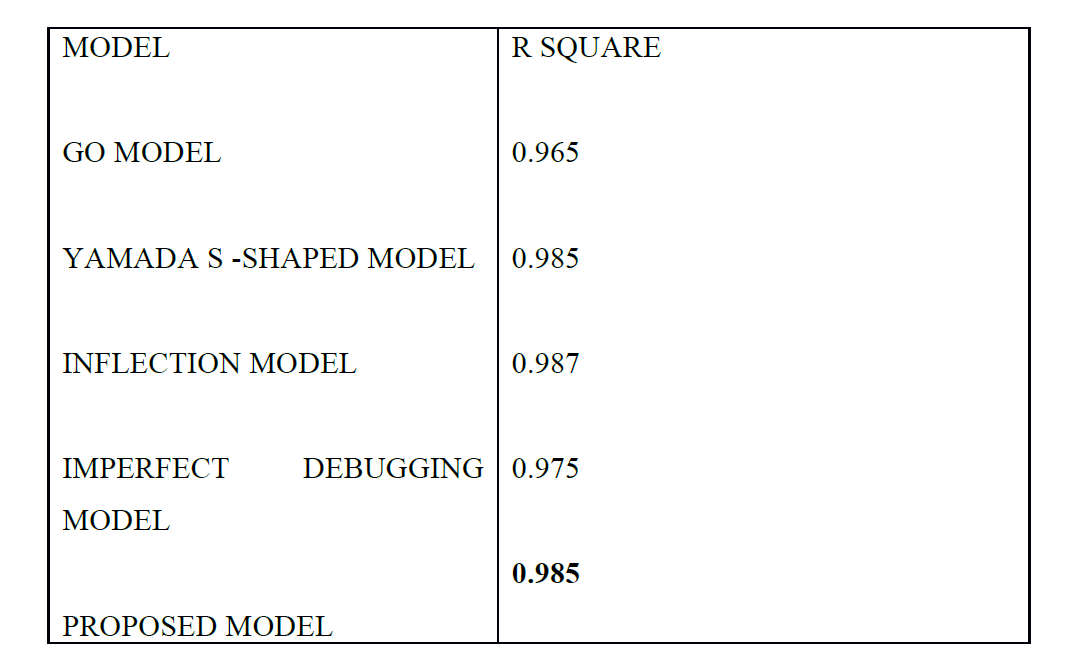 MODEL R SQUARE
GO MODEL 0.965
YAMADA S -SHAPED MODEL 0.985
INFLECTION MODEL 0.987
IMPERFECT DEBUGGING 0.975
MODEL
0.985
PROPOSED MODEL